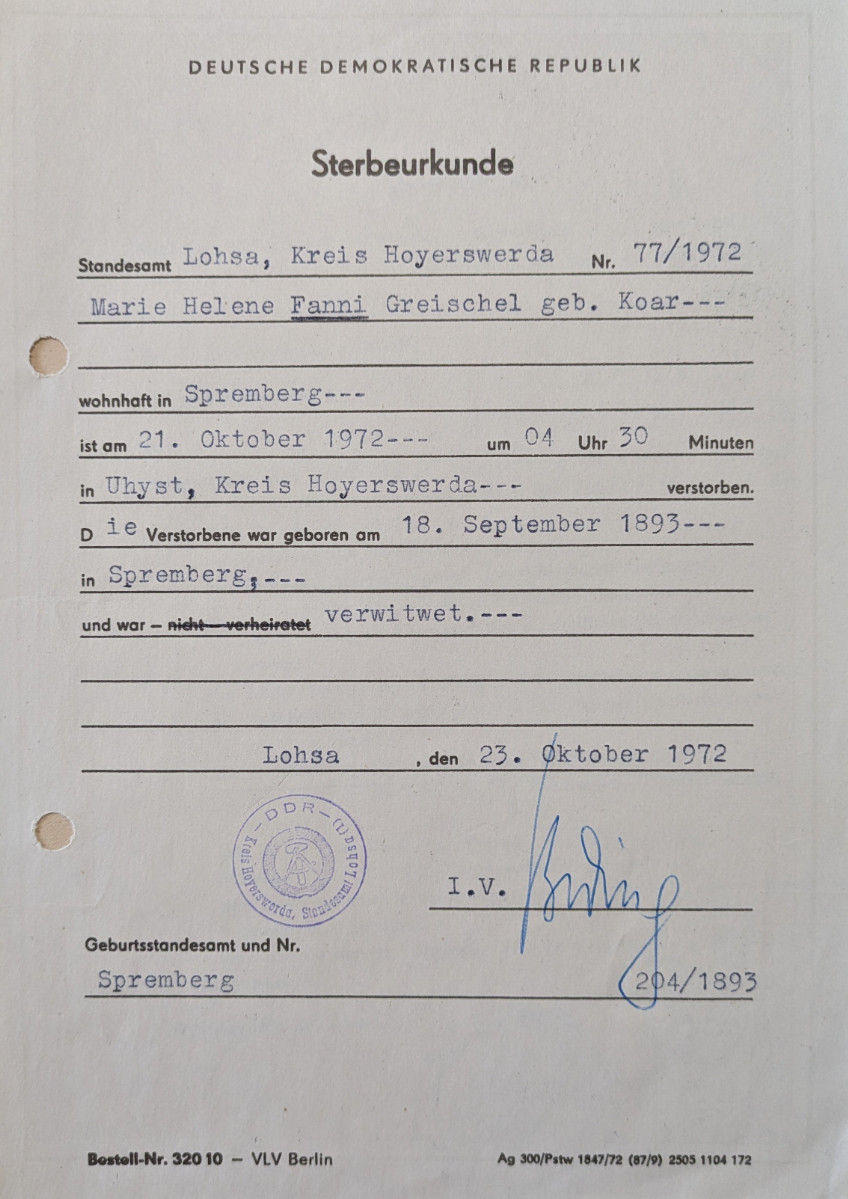 DEUTSCHE DEMOKRATISCHE REPUBLIK
Sterbeurkunde
Standesamt Lohsa, Kreis Hoyerswerda Nr. 77/1972
Marie Helene Fanni Greischel geb. Koar---
wohnhaft in Spremberg---
ist am 21. Oktober 1972--- um 04 Uhr 30 Minuten
in Uhyst, Kreis Hoyerswerda--- verstorben.
D ie Verstorbene war geboren am 18. September 1893---
in Spremberg,---
und war – nicht – verheiratet verwitwet.---
Lohsa , den 23. Oktober 1972
– DDR –
Kreis Hoyerswerda, Standesamt Lohsa (1)
I.V.
Geburtsstandesamt und Nr.
Spremberg 204/1893
Bestell-Nr. 320 10 – VLV Berlin Ag 300/Pstw 1847/72 (87/9) 2505 1104 172